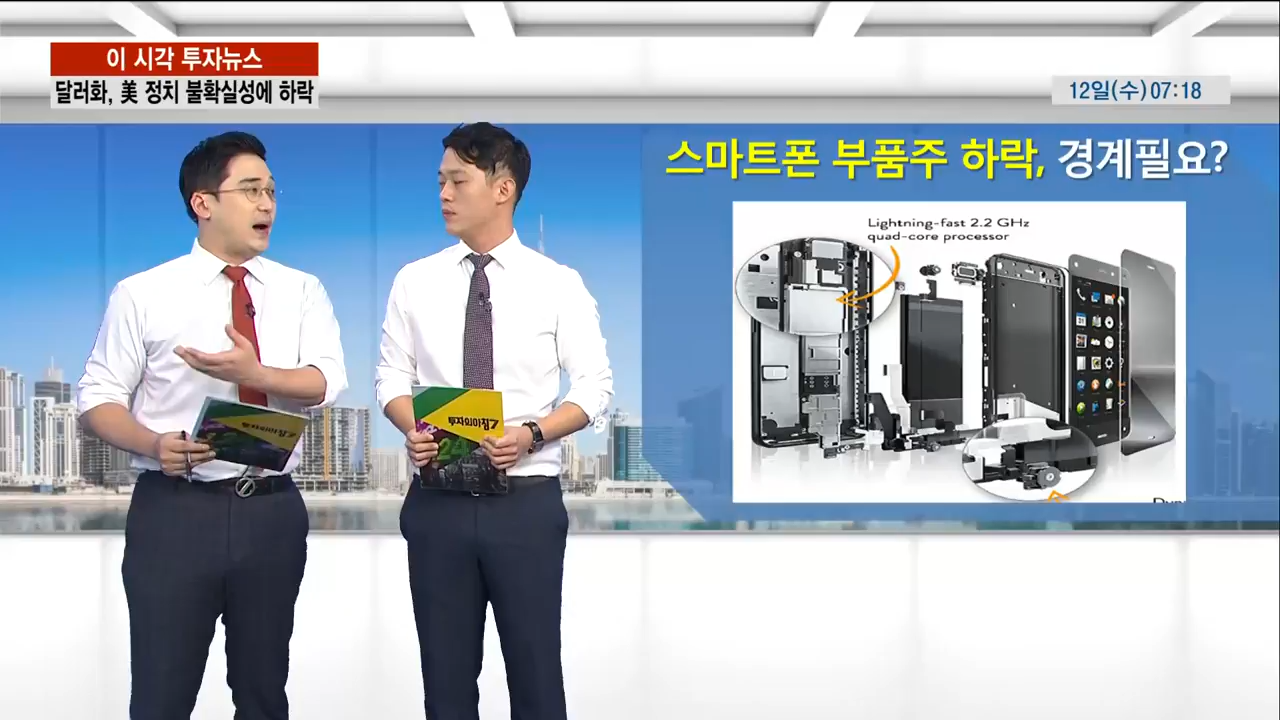 이 시각 투자뉴스
달러화, 美 정치 불확실성에 하락
12일(수) 07:18
스마트폰 부품주 하락, 경계필요?
Lightning-fast 2.2 GHz
quad-core processor
투자의아침7
투자의아침7